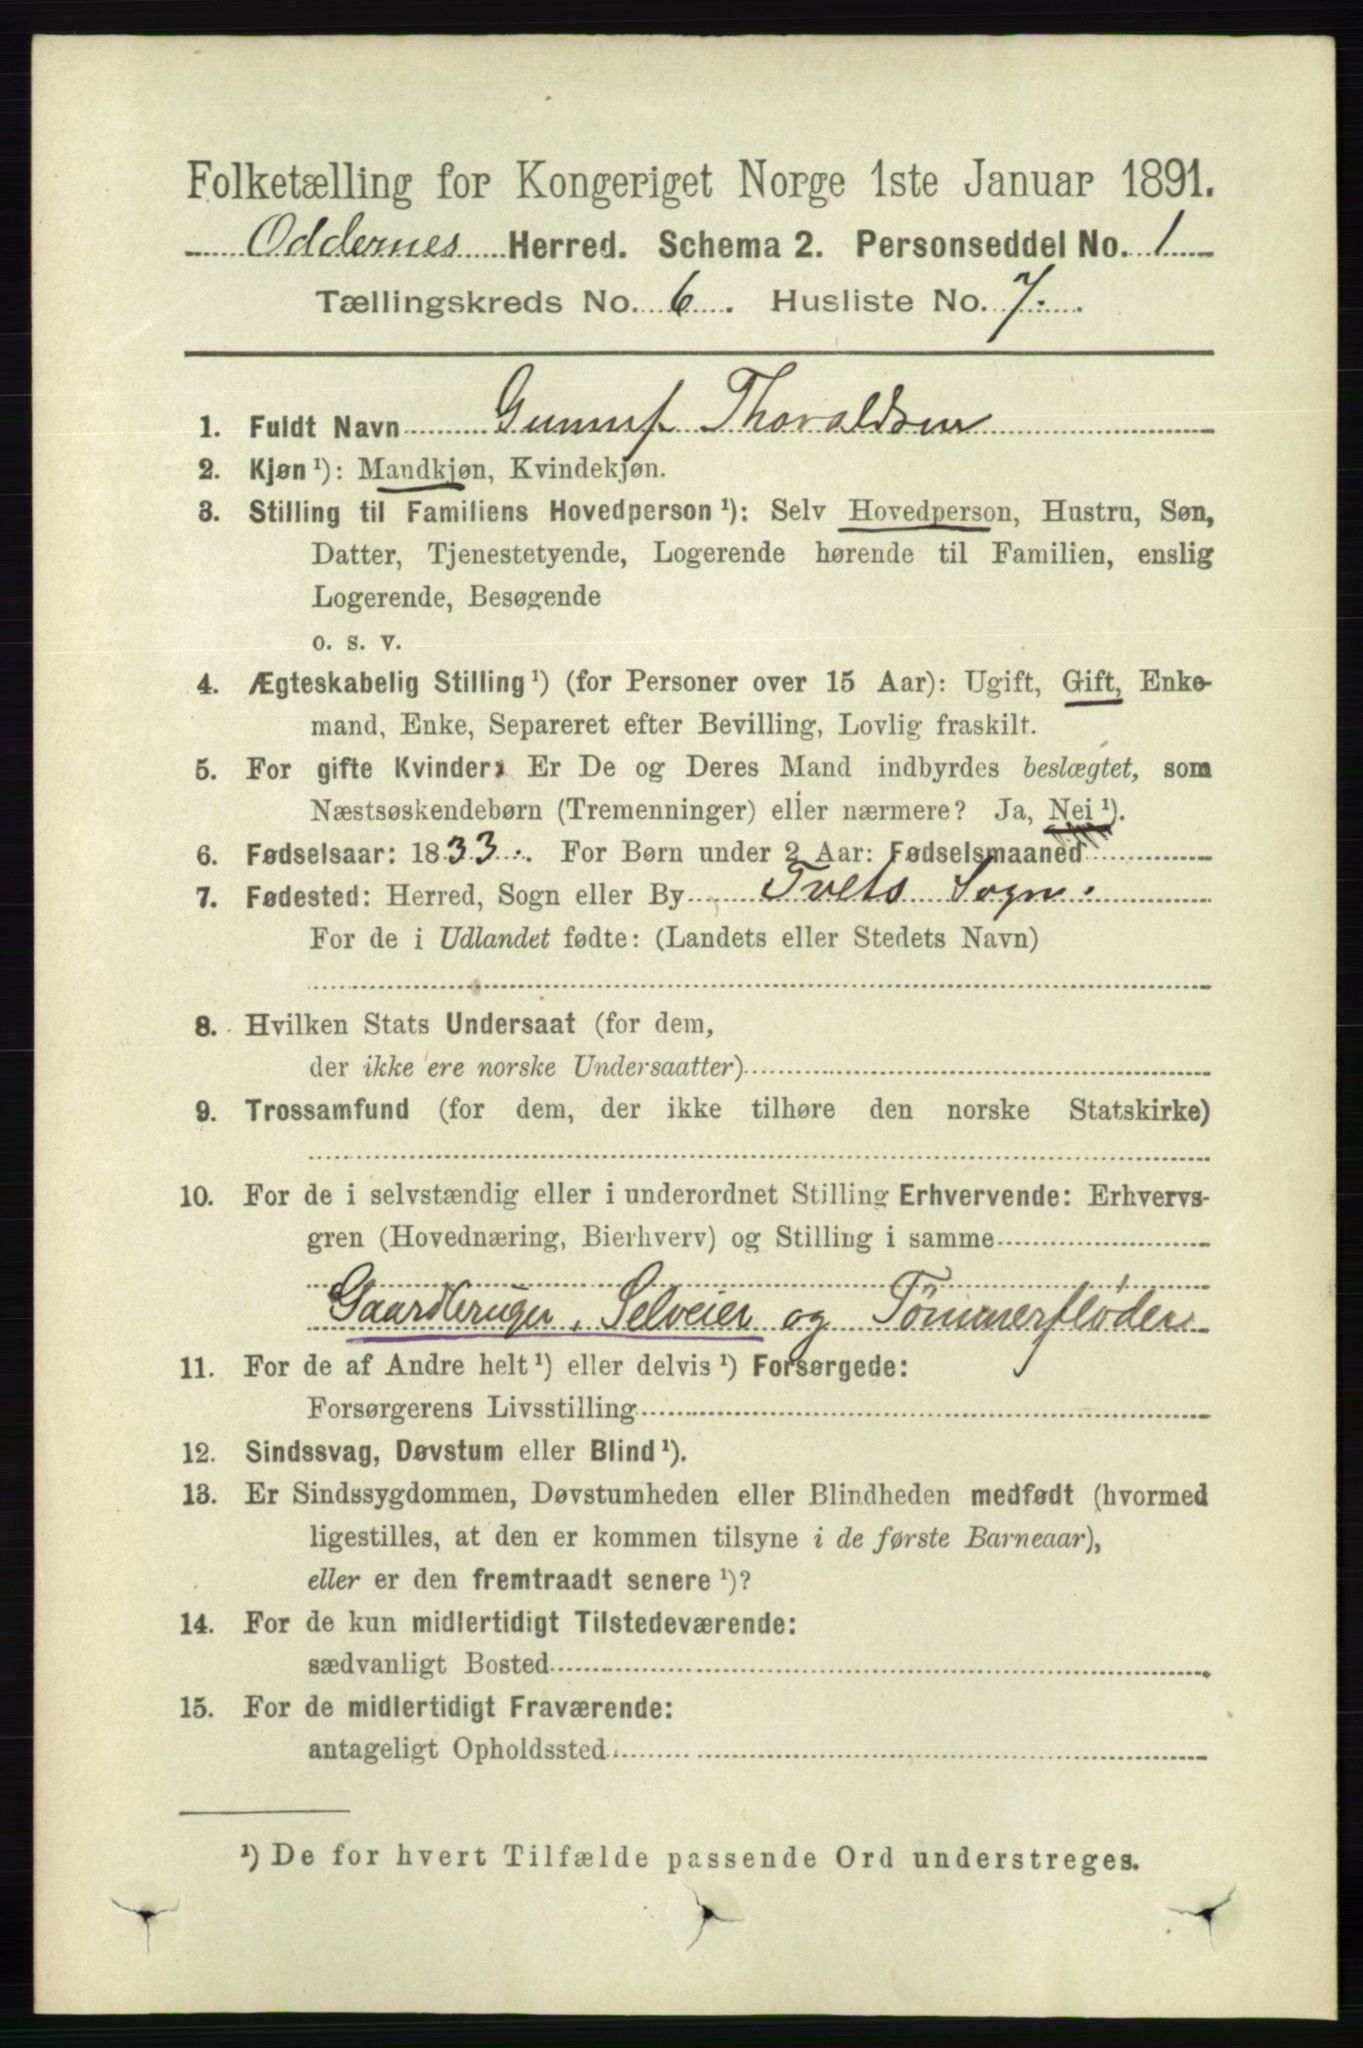 Folketælling for Kongeriget Norge 1ste Januar 1891.
Oddernes Herred. Schema 2. Personseddel No. 1
Tællingskreds No. 6. Husliste No. 7.
1. Fuldt Navn Gunnuf Thoraldsen
2. Kjøn ¹): Mandkjøn, Kvindekjøn.
3. Stilling til Familiens Hovedperson ¹): Selv Hovedperson, Hustru, Søn,
Datter, Tjenestetyende, Logerende hørende til Familien, enslig
Logerende, Besøgende
o. s. v.
4. Ægteskabelig Stilling ¹) (for Personer over 15 Aar): Ugift, Gift, Enke-
mand, Enke, Separeret efter Bevilling, Lovlig fraskilt.
5. For gifte Kvinder: Er De og Deres Mand indbyrdes beslægtet, som
Næstsøskendebørn (Tremenninger) eller nærmere? Ja, Nei ¹).
6. Fødselsaar: 1833. For Børn under 2 Aar: Fødselsmaaned
7. Fødested: Herred, Sogn eller By Tvets Sogn.
For de i Udlandet fødte: (Landets eller Stedets Navn)
8. Hvilken Stats Undersaat (for dem,
der ikke ere norske Undersaatter)
9. Trossamfund (for dem, der ikke tilhøre den norske Statskirke)
10. For de i selvstændig eller i underordnet Stilling Erhvervende: Erhvervs-
gren (Hovednæring, Bierhverv) og Stilling i samme
Gaardbruger, Selveier og Tömmerfløder
11. For de af Andre helt ¹) eller delvis ¹) Forsørgede:
Forsørgerens Livsstilling
12. Sindssvag, Døvstum eller Blind ¹).
13. Er Sindssygdommen, Døvstumheden eller Blindheden medfødt (hvormed
ligestilles, at den er kommen tilsyne i de første Barneaar),
eller er den fremtraadt senere ¹)?
14. For de kun midlertidigt Tilstedeværende:
sædvanligt Bosted
15. For de midlertidigt Fraværende:
antageligt Opholdssted
¹) De for hvert Tilfælde passende Ord understreges.